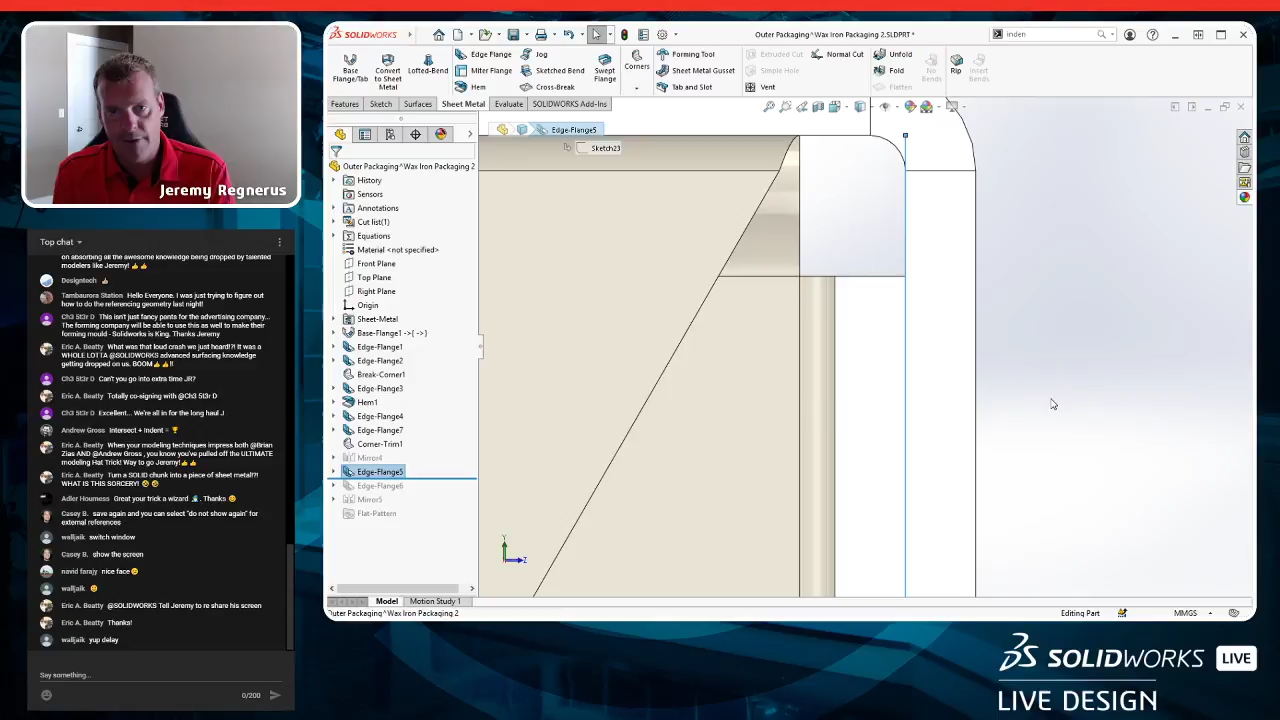 Jeremy Regnerus
Top chat
on absorbing all the awesome knowledge being dropped by talented
modelers like Jeremy!
Designtech
Tambaurora Station Hello Everyone. I was just trying to figure out
how to do the referencing geometry last night!
Ch3 5t3r D This isn't just fancy pants for the advertising company...
The forming company will be able to use this as well to make their
forming mould - Solidworks is King. Thanks Jeremy
Eric A. Beatty What was that loud crash we just heard!?! It was a
WHOLE LOTTA @SOLIDWORKS advanced surfacing knowledge
getting dropped on us. BOOM
Ch3 5t3r D Can't you go into extra time JR?
Eric A. Beatty Totally co-signing with @Ch3 5t3r D
Ch3 5t3r D Excellent... We're all in for the long haul J
Andrew Gross Intersect + Indent =
Eric A. Beatty When your modeling techniques impress both @Brian
Zias AND @Andrew Gross , you know you've pulled off the ULTIMATE
modeling Hat Trick! Way to go Jeremy!
Eric A. Beatty Turn a SOLID chunk into a piece of sheet metal!?!
WHAT IS THIS SORCERY!
Adler Hourness Great your trick a wizard . Thanks
Casey B. save again and you can select "do not show again" for
external references
walljaik switch window
Casey B. show the screen
navid farajy nice face
walljaik
Eric A. Beatty @SOLIDWORKS Tell Jeremy to re share his screen
Eric A. Beatty Thanks!
walljaik yup delay
Say something...
0/200
SOLIDWORKS
Outer Packaging^Wax Iron Packaging 2.SLDPRT *
inden
Base
Flange/Tab
Convert
to Sheet
Metal
Lofted-Bend
Edge Flange
Miter Flange
Hem
Jog
Sketched Bend
Cross-Break
Swept
Flange
Corners
Forming Tool
Sheet Metal Gusset
Tab and Slot
Extruded Cut
Simple Hole
Vent
Normal Cut
Unfold
Fold
Flatten
No
Bends
Rip
Insert
Bends
Features
Sketch
Surfaces
Sheet Metal
Evaluate
SOLIDWORKS Add-Ins
Edge-Flange5
Sketch23
Outer Packaging^Wax Iron Packaging 2
History
Sensors
Annotations
Cut list(1)
Equations
Material <not specified>
Front Plane
Top Plane
Right Plane
Origin
Sheet-Metal
Base-Flange1 ->{ ->}
Edge-Flange1
Edge-Flange2
Break-Corner1
Edge-Flange3
Hem1
Edge-Flange4
Edge-Flange7
Corner-Trim1
Mirror4
Edge-Flange5
Edge-Flange6
Mirror5
Flat-Pattern
Y
Z
Model
Motion Study 1
Outer Packaging^Wax Iron Packaging 2
Editing Part
MMGS
SOLIDWORKS LIVE
LIVE DESIGN